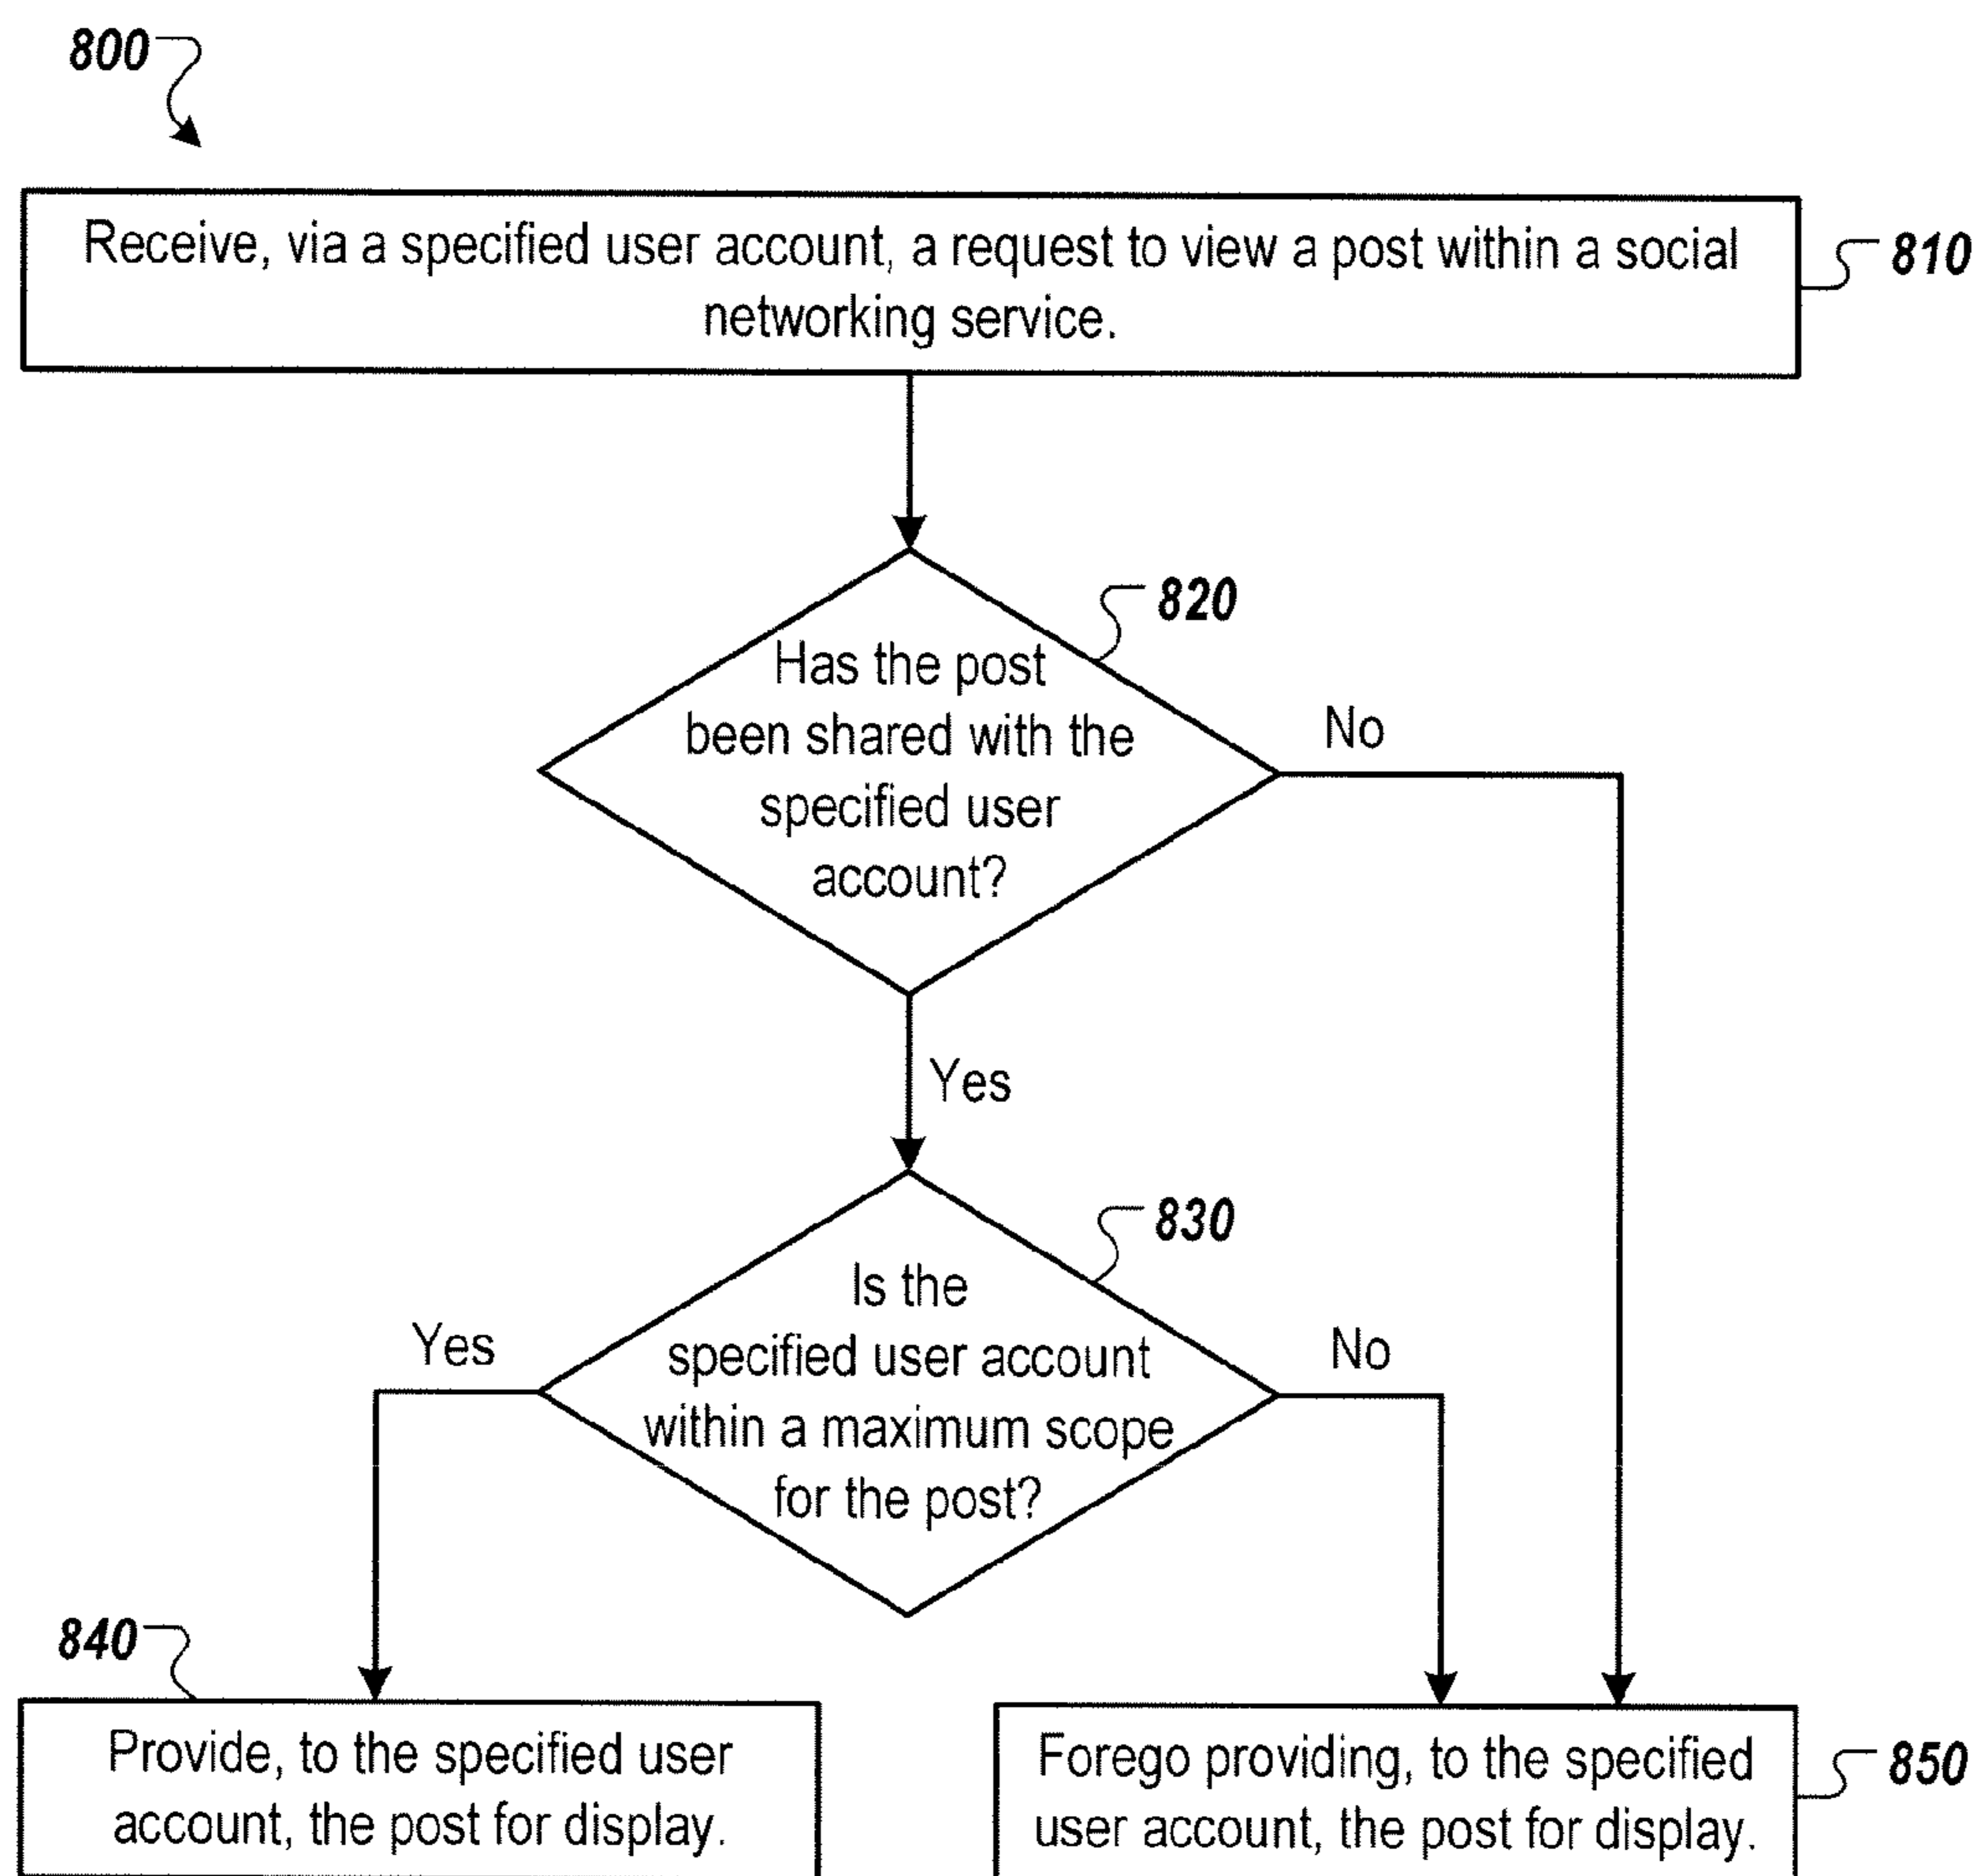 800
Receive, via a specified user account, a request to view a post within a social
networking service.
810
820
Has the post
been shared with the
specified user
account?
No
Yes
830
Is the
specified user account
within a maximum scope
for the post?
Yes
No
840
Provide, to the specified user
account, the post for display.
Forego providing, to the specified
user account, the post for display.
850